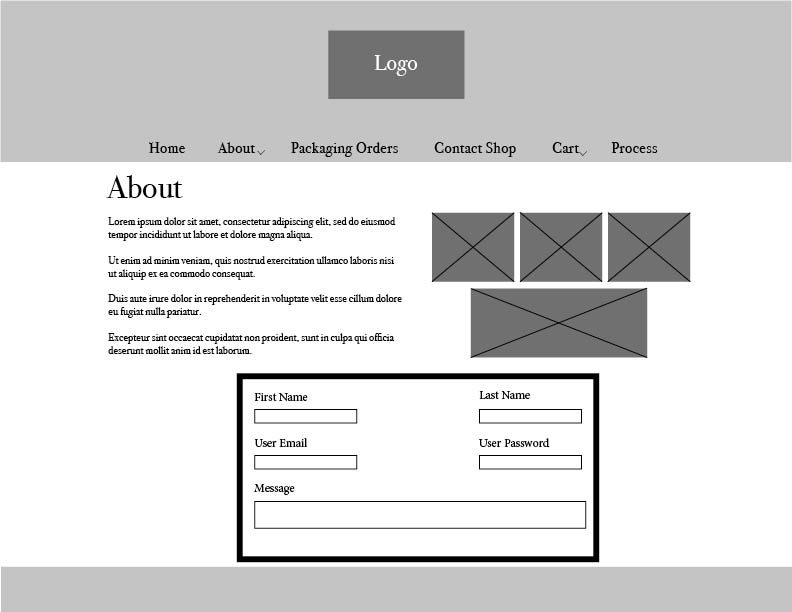 Logo
Home About Packaging Orders Contact Shop Cart Process
About
Lorem ipsum dolor sit amet, consectetur adipiscing elit, sed do eiusmod
tempor incididunt ut labore et dolore magna aliqua.
Ut enim ad minim veniam, quis nostrud exercitation ullamco laboris nisi
ut aliquip ex ea commodo consequat.
Duis aute irure dolor in reprehenderit in voluptate velit esse cillum dolore
eu fugiat nulla pariatur.
Excepteur sint occaecat cupidatat non proident, sunt in culpa qui officia
deserunt mollit anim id est laborum.
First Name Last Name
User Email User Password
Message